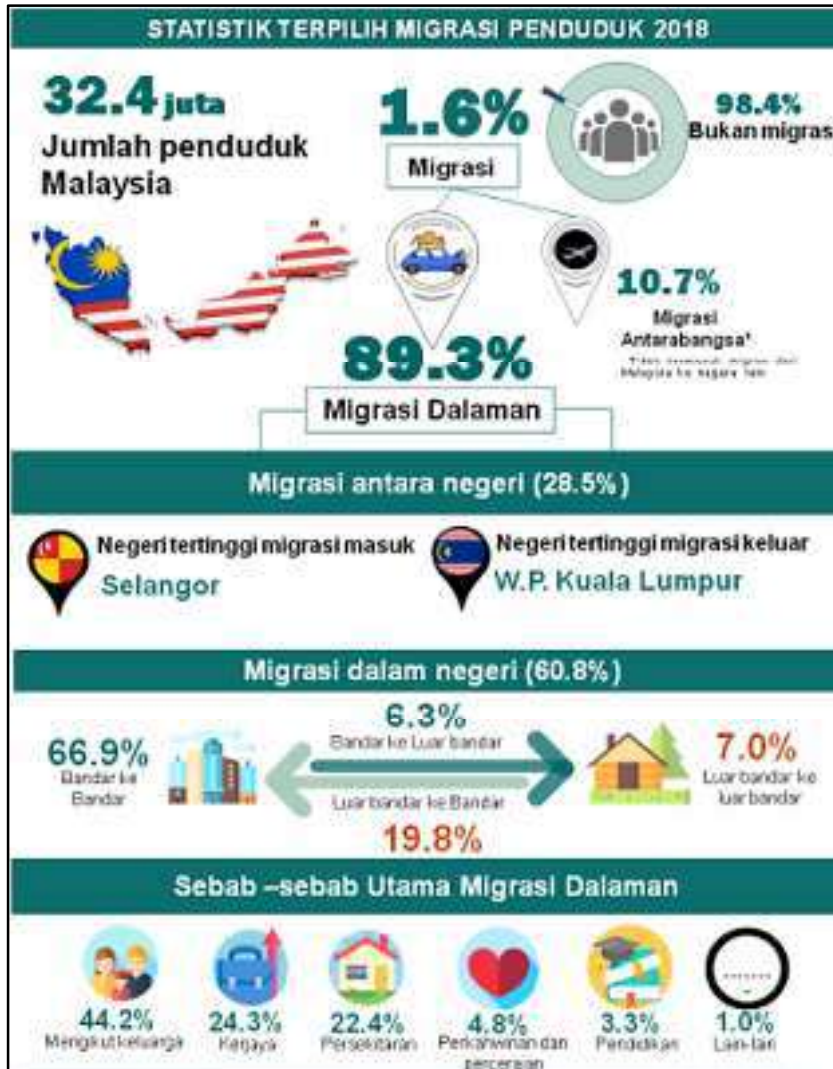 STATISTIK TERPILIH MIGRASI PENDUDUK 2018
32.4 juta
Jumlah penduduk
Malaysia
1.6%
Migrasi
98.4%
Bukan migras
10.7%
Migrasi
Antarabangsa*
Malaysia ke negara lain
89.3%
Migrasi Dalaman
Migrasi antara negeri (28.5%)
Negeri tertinggi migrasi masuk
Selangor
Negeri tertinggi migrasi keluar
W.P. Kuala Lumpur
Migrasi dalam negeri (60.8%)
66.9%
Bandar ke
Bandar
6.3%
Bandar ke Luar bandar
Luar bandar ke Bandar
19.8%
7.0%
Luar bandar ke
luar bandar
Sebab –sebab Utama Migrasi Dalaman
44.2%
Mengikut keluarga
24.3%
Kerjaya
22.4%
Persekitaran
4.8%
Perkahwinan dan
perceraian
3.3%
Pendidikan
1.0%
Lain-lain